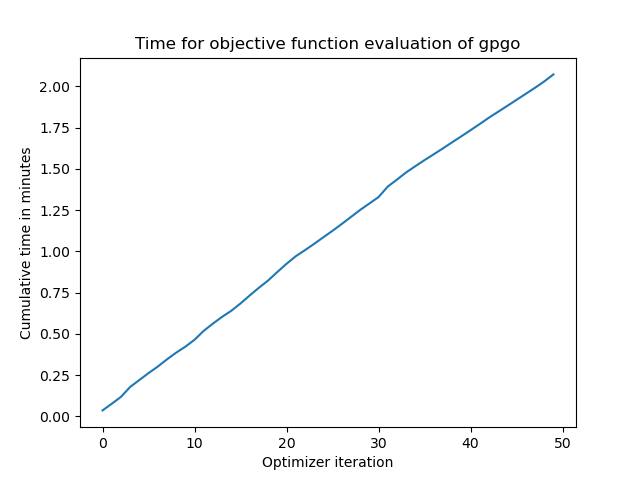 Time for objective function evaluation of gpgo
2.00
1.75
1.50
1.25
1.00
0.75
0.50
0.25
0.00
Cumulative time in minutes
0 10 20 30 40 50
Optimizer iteration